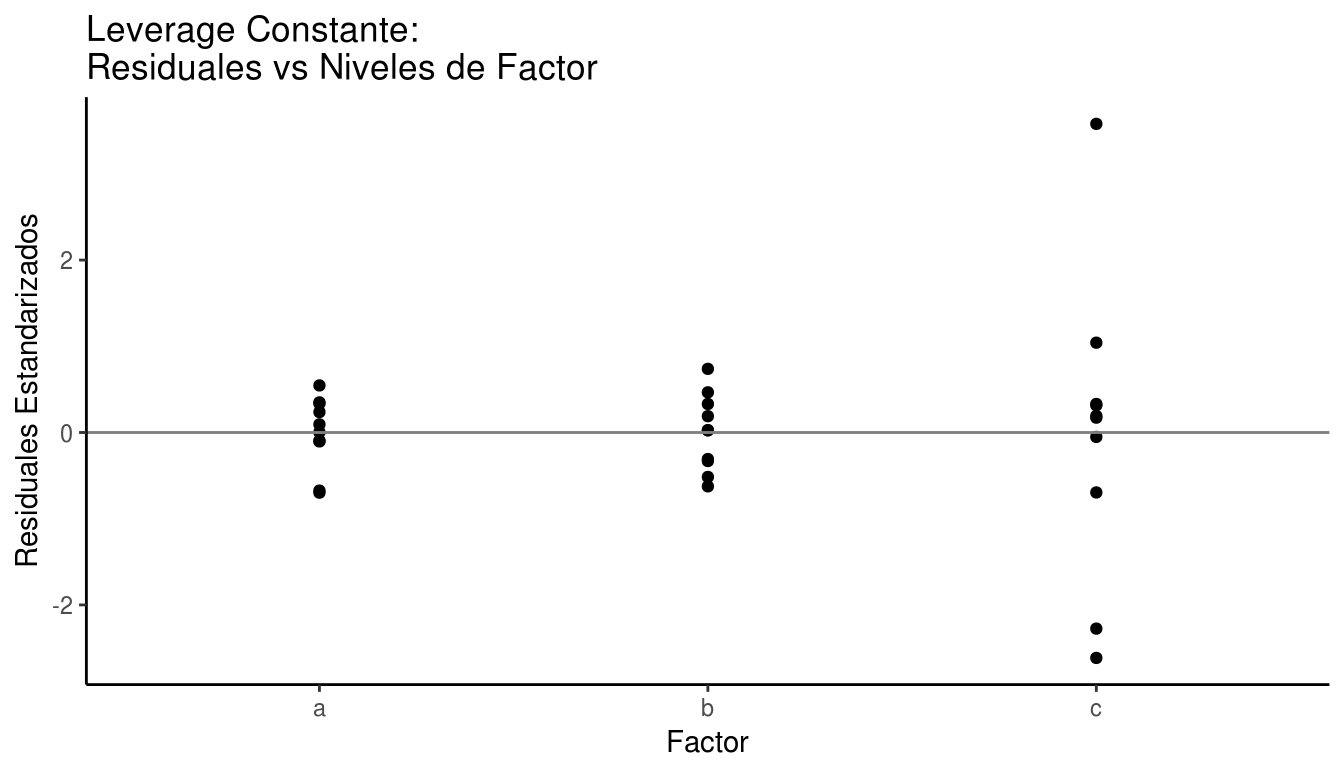 Leverage Constante:
Residuales vs Niveles de Factor
Residuales Estandarizados
2
0
-2
a
b
c
Factor